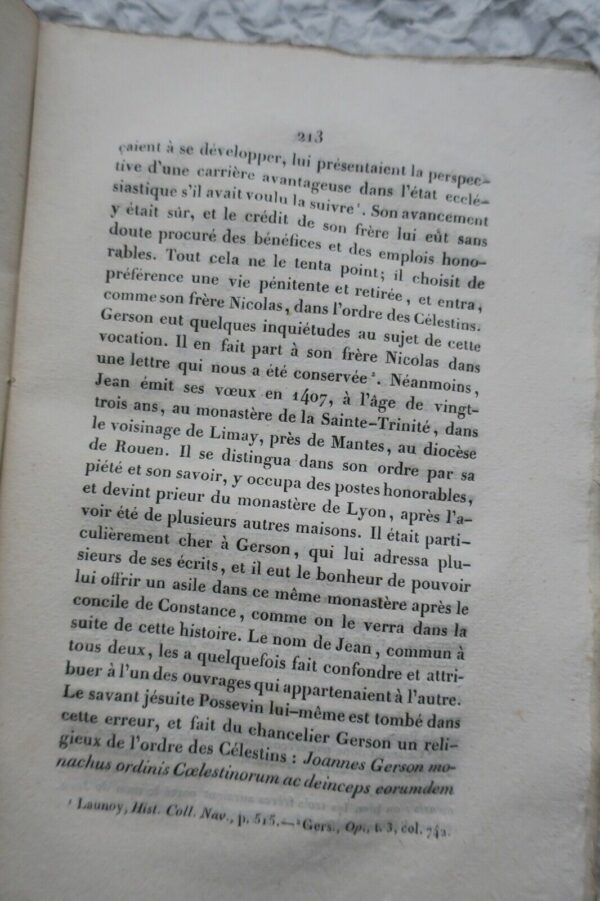 213
çaient à se développer, lui présentaient la perspec-
tive d'une carrière avantageuse dans l'état ecclé-
siastique s'il avait voulu la suivre ¹. Son avancement
y était sûr, et le crédit de son frère lui eût sans
doute procuré des bénéfices et des emplois hono-
rables. Tout cela ne le tenta point; il choisit de
préférence une vie pénitente et retirée, et entra,
comme son frère Nicolas, dans l'ordre des Célestins.
Gerson eut quelques inquiétudes au sujet de cette
vocation. Il en fait part à son frère Nicolas dans
une lettre qui nous a été conservée ². Néanmoins,
Jean émit ses vœux en 1407, à l'âge de vingt-
trois ans, au monastère de la Sainte-Trinité, dans
le voisinage de Limay, près de Mantes, au diocèse
de Rouen. Il se distingua dans son ordre par sa
piété et son savoir, y occupa des postes honorables,
et devint prieur du monastère de Lyon, après l'a-
voir été de plusieurs autres maisons. Il était parti-
culièrement cher à Gerson, qui lui adressa plu-
sieurs de ses écrits, et il eut le bonheur de pouvoir
lui offrir un asile dans ce même monastère après le
concile de Constance, comme on le verra dans la
suite de cette histoire. Le nom de Jean, commun à
tous deux, les a quelquefois fait confondre et attri-
buer à l'un des ouvrages qui appartenaient à l'autre.
Le savant jésuite Possevin lui-même est tombé dans
cette erreur, et fait du chancelier Gerson un reli-
gieux de l'ordre des Célestins : Joannes Gerson mo-
nachus ordinis Cœlestinorum ac deinceps eorumdem
¹ Launoy, Hist. Coll. Nav., p. 515.—² Gers., Op., t. 3, col. 742.